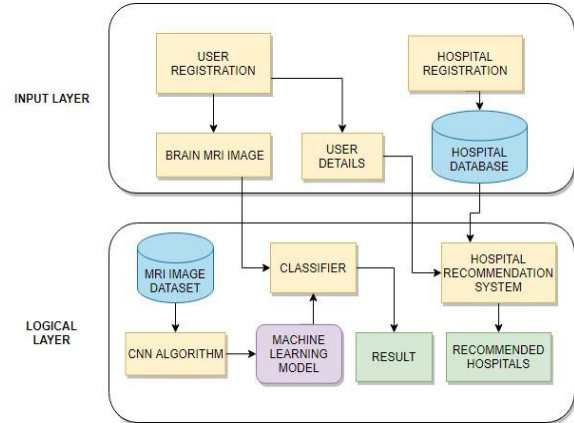 USER
REGISTRATION
HOSPITAL
REGISTRATION
INPUT LAYER
BRAIN MRI IMAGE
USER
DETAILS
HOSPITAL
DATABASE
MRI IMAGE
DATASET
CLASSIFIER
HOSPITAL
RECOMMENDATION
SYSTEM
LOGICAL
LAYER
CNN ALGORITHM
MACHINE
LEARNING
MODEL
RESULT
RECOMMENDED
HOSPITALS